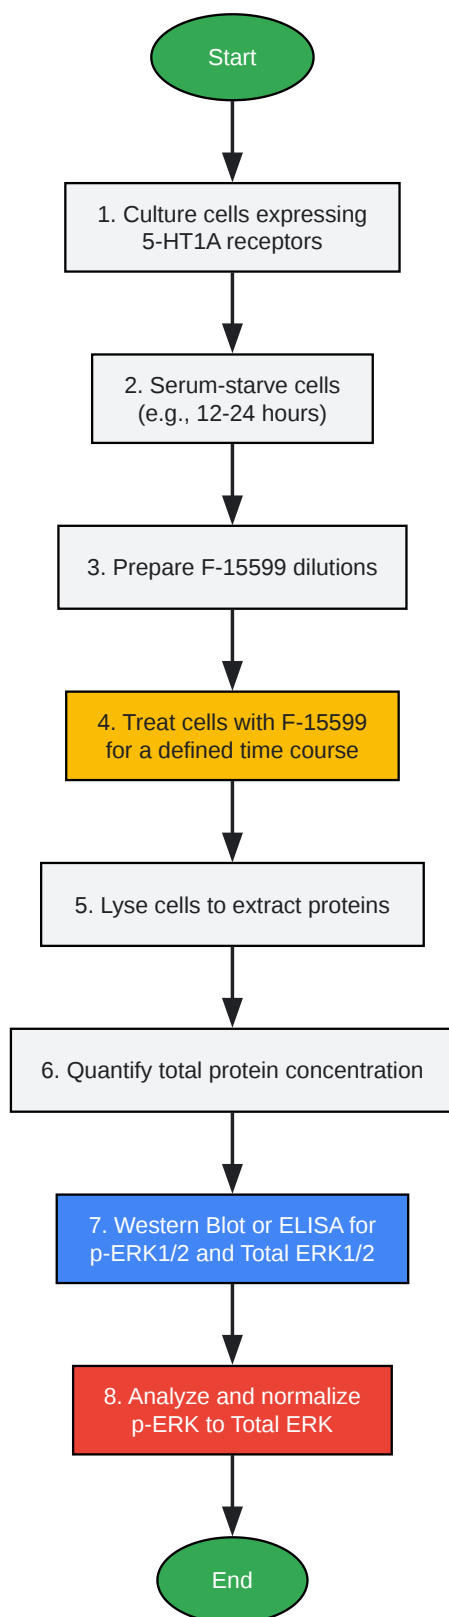 Start
1. Culture cells expressing
5-HT1A receptors
2. Serum-starve cells
(e.g., 12-24 hours)
3. Prepare F-15599 dilutions
4. Treat cells with F-15599
for a defined time course
5. Lyse cells to extract proteins
6. Quantify total protein concentration
7. Western Blot or ELISA for
p-ERK1/2 and Total ERK1/2
8. Analyze and normalize
p-ERK to Total ERK
End